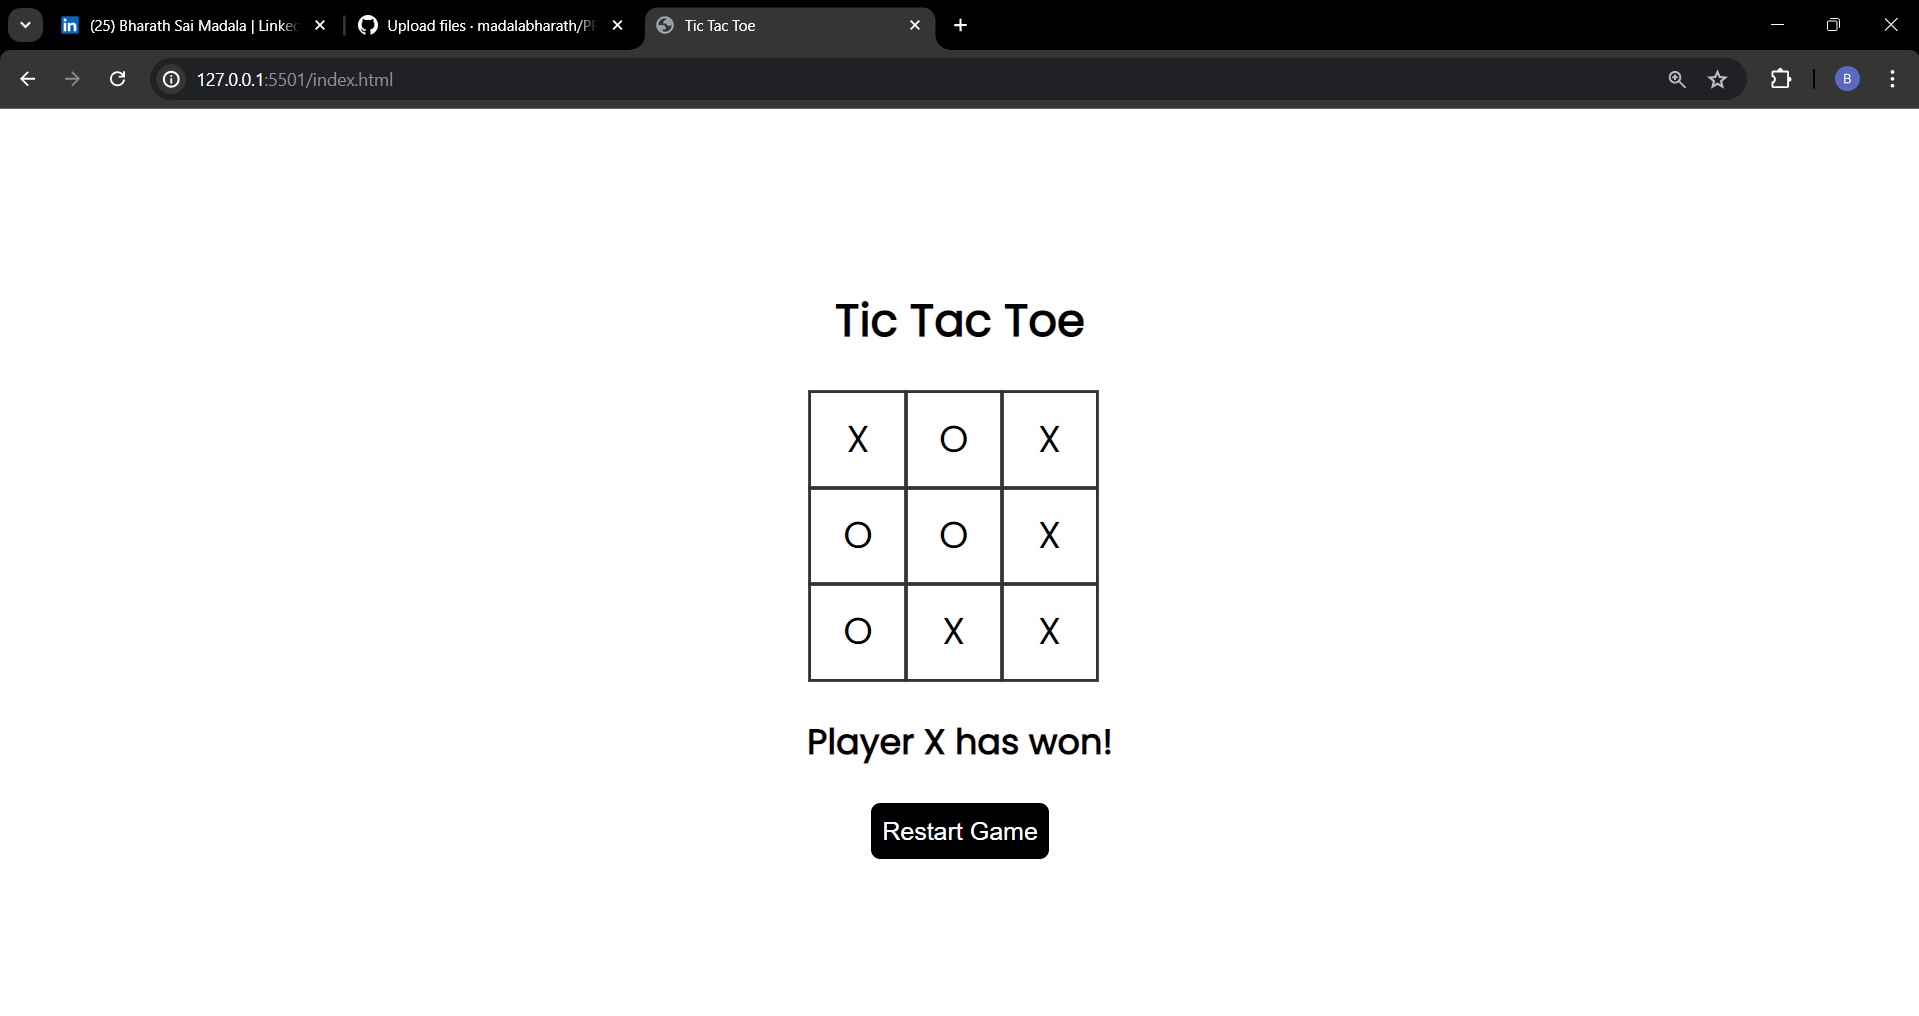 (25) Bharath Sai Madala | Linke
Upload files · madalabharath/P
Tic Tac Toe
127.0.0.1:5501/index.html
B
Tic Tac Toe
X O X
O O X
O X X
Player X has won!
Restart Game